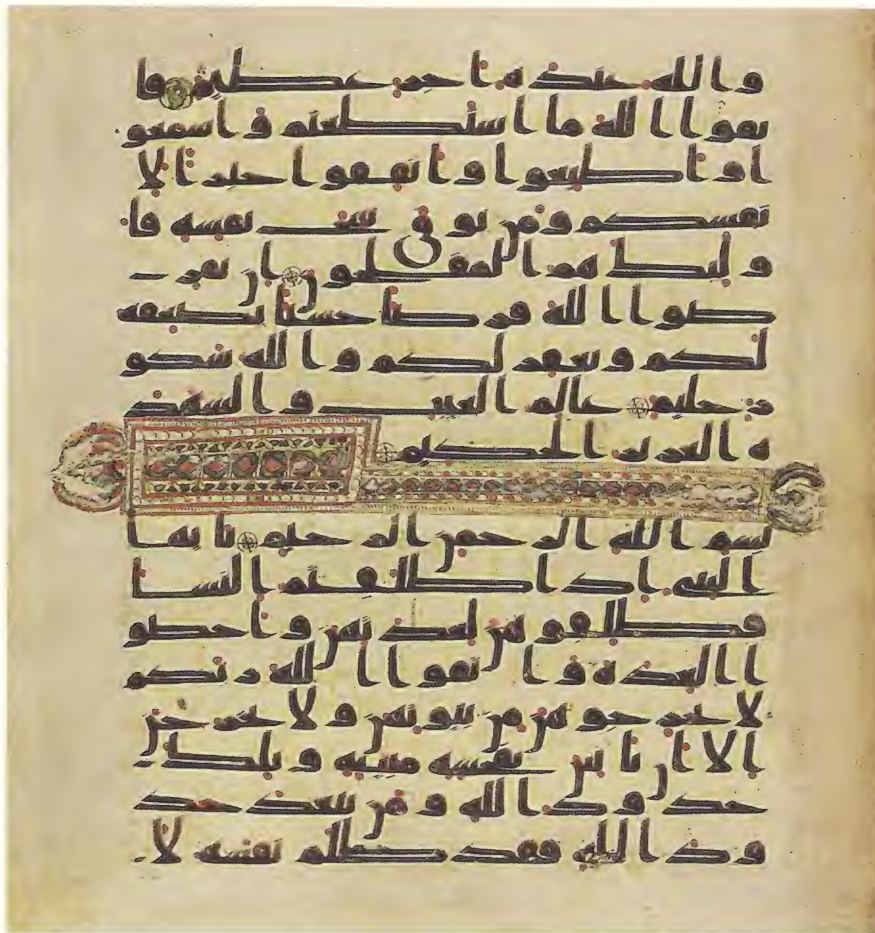 والله عنده اجر عظيم فا
تقوا الله ما استطعتم واسمعو
ا واطيعوا وانفقوا خيرا لا
نفسكم ومن يوق شح نفسه فا
ولئك هم المفلحون ان تقر
ضوا الله قرضا حسنا يضعفه
لكم ويغفر لكم والله شكو
ر حليم عالم الغيب والشهد
ة العزيز الحكيم
بسم الله الرحمن الرحيم يايها
النبي اذا طلقتم النسا
فطلقوهن لعدتهن واحصو
ا العدة واتقوا الله ربكم
لا تخرجوهن من بيوتهن ولا يخرجن
الا ان ياتين بفحشة مبينة وتلك
حدود الله ومن يتعد حد
ود الله فقد ظلم نفسه لا